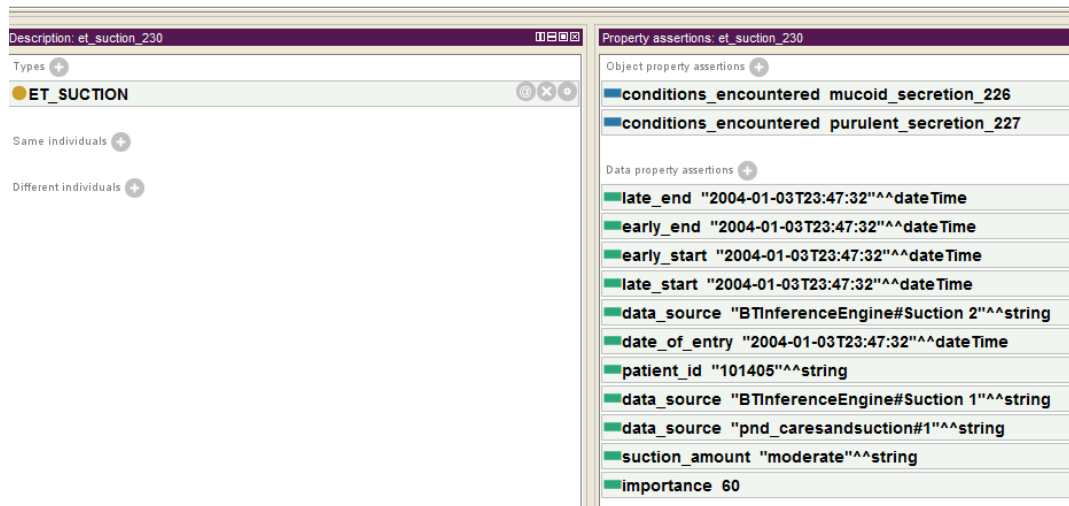 Description: et_suction_230
Types
ET_SUCTION
Same individuals
Different individuals
Property assertions: et_suction_230
Object property assertions
conditions_encountered mucoid_secretion_226
conditions_encountered purulent_secretion_227
Data property assertions
late_end "2004-01-03T23:47:32"^^dateTime
early_end "2004-01-03T23:47:32"^^dateTime
early_start "2004-01-03T23:47:32"^^dateTime
late_start "2004-01-03T23:47:32"^^dateTime
data_source "BTInferenceEngine#Suction 2"^^string
date_of_entry "2004-01-03T23:47:32"^^dateTime
patient_id "101405"^^string
data_source "BTInferenceEngine#Suction 1"^^string
data_source "pnd_caresandsuction#1"^^string
suction_amount "moderate"^^string
importance 60